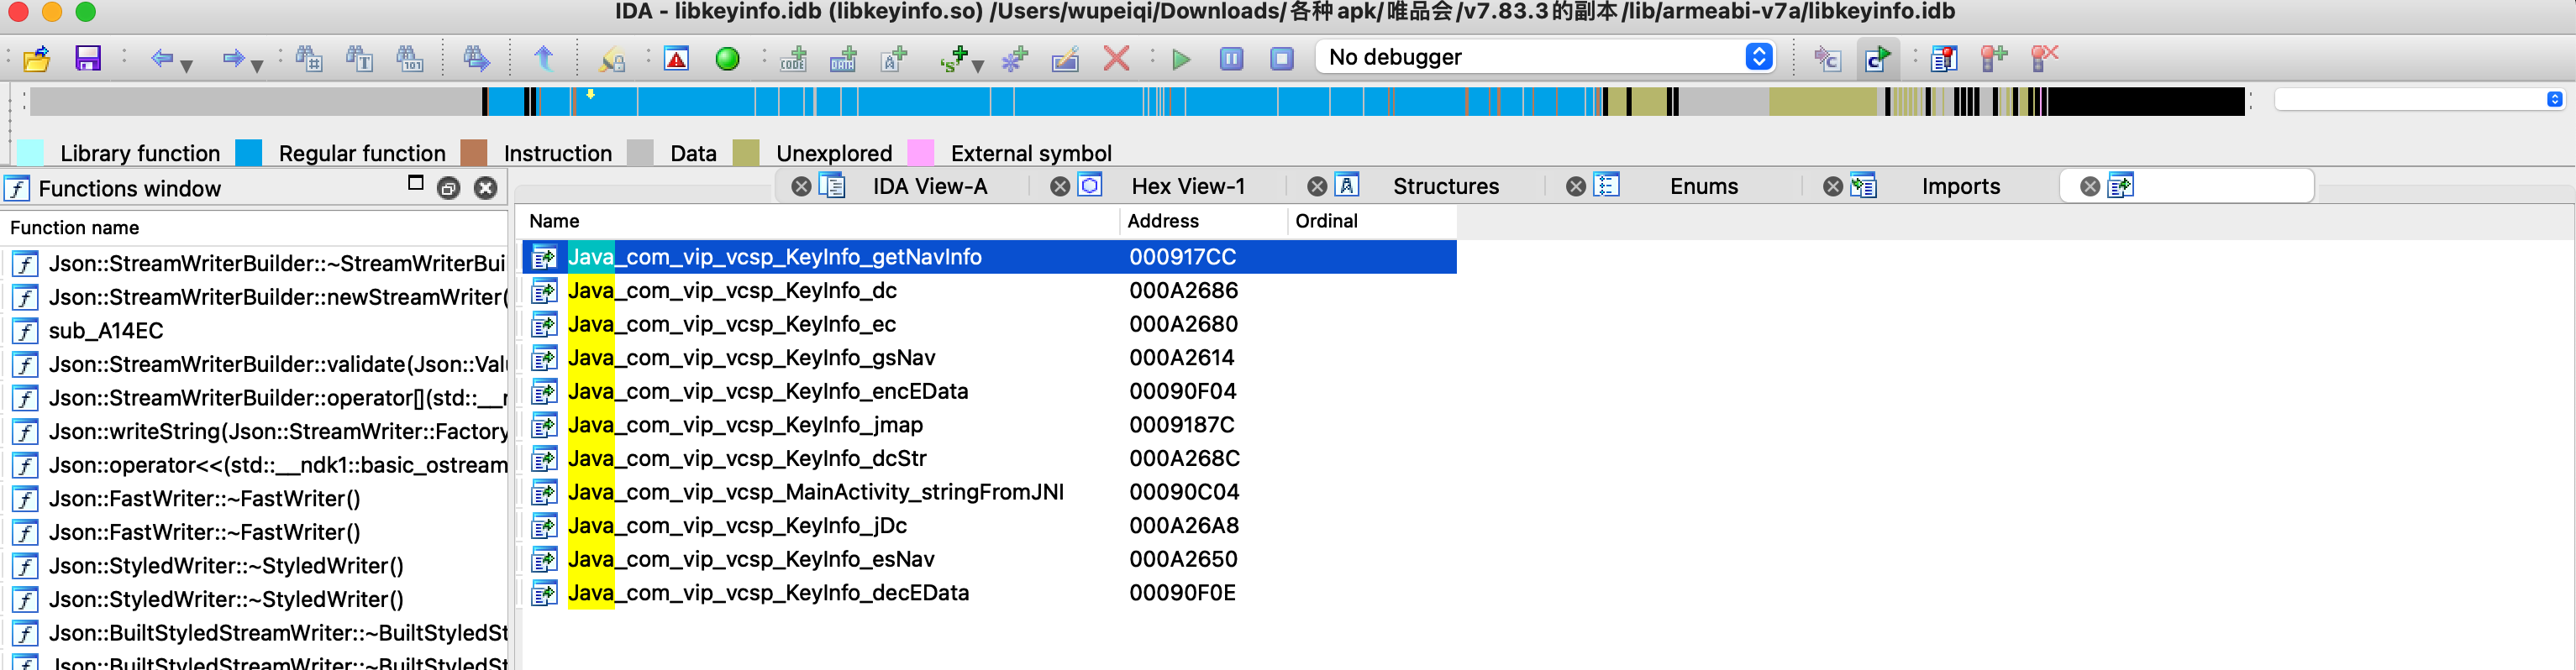 IDA - libkeyinfo.idb (libkeyinfo.so) /Users/wupeiqi/Downloads/各种apk/唯品会/v7.83.3的副本/lib/armeabi-v7a/libkeyinfo.idb
No debugger
Library function Regular function Instruction Data Unexplored External symbol
Functions window
IDA View-A Hex View-1 Structures Enums Imports
Function name
Json::StreamWriterBuilder::~StreamWriterBui
Json::StreamWriterBuilder::newStreamWriter(
sub_A14EC
Json::StreamWriterBuilder::validate(Json::Val
Json::StreamWriterBuilder::operator[](std::__r
Json::writeString(Json::StreamWriter::Factory
Json::operator<<(std::__ndk1::basic_ostream
Json::FastWriter::~FastWriter()
Json::FastWriter::~FastWriter()
Json::StyledWriter::~StyledWriter()
Json::StyledWriter::~StyledWriter()
Json::BuiltStyledStreamWriter::~BuiltStyledSt
Json::BuiltStyledStreamWriter::~BuiltStyledSt
Name Address Ordinal
Java_com_vip_vcsp_KeyInfo_getNavInfo 000917CC
Java_com_vip_vcsp_KeyInfo_dc 000A2686
Java_com_vip_vcsp_KeyInfo_ec 000A2680
Java_com_vip_vcsp_KeyInfo_gsNav 000A2614
Java_com_vip_vcsp_KeyInfo_encEData 00090F04
Java_com_vip_vcsp_KeyInfo_jmap 0009187C
Java_com_vip_vcsp_KeyInfo_dcStr 000A268C
Java_com_vip_vcsp_MainActivity_stringFromJNI 00090C04
Java_com_vip_vcsp_KeyInfo_jDc 000A26A8
Java_com_vip_vcsp_KeyInfo_esNav 000A2650
Java_com_vip_vcsp_KeyInfo_decEData 00090F0E